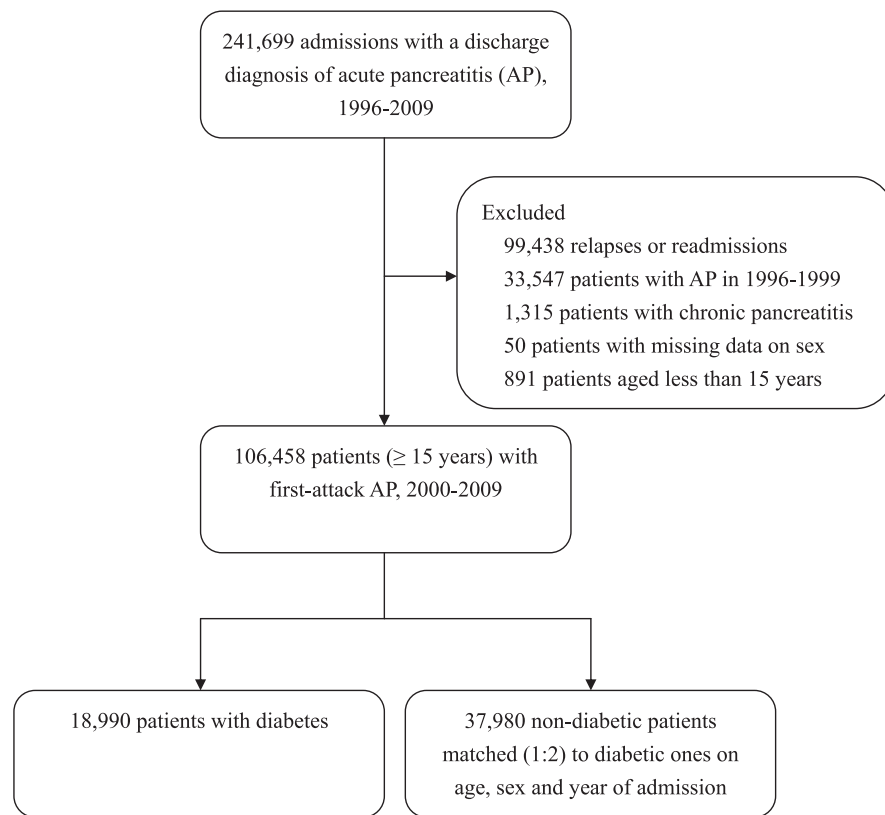 241,699 admissions with a discharge
diagnosis of acute pancreatitis (AP),
1996-2009
Excluded
99,438 relapses or readmissions
33,547 patients with AP in 1996-1999
1,315 patients with chronic pancreatitis
50 patients with missing data on sex
891 patients aged less than 15 years
106,458 patients (≥ 15 years) with
first-attack AP, 2000-2009
18,990 patients with diabetes
37,980 non-diabetic patients
matched (1:2) to diabetic ones on
age, sex and year of admission